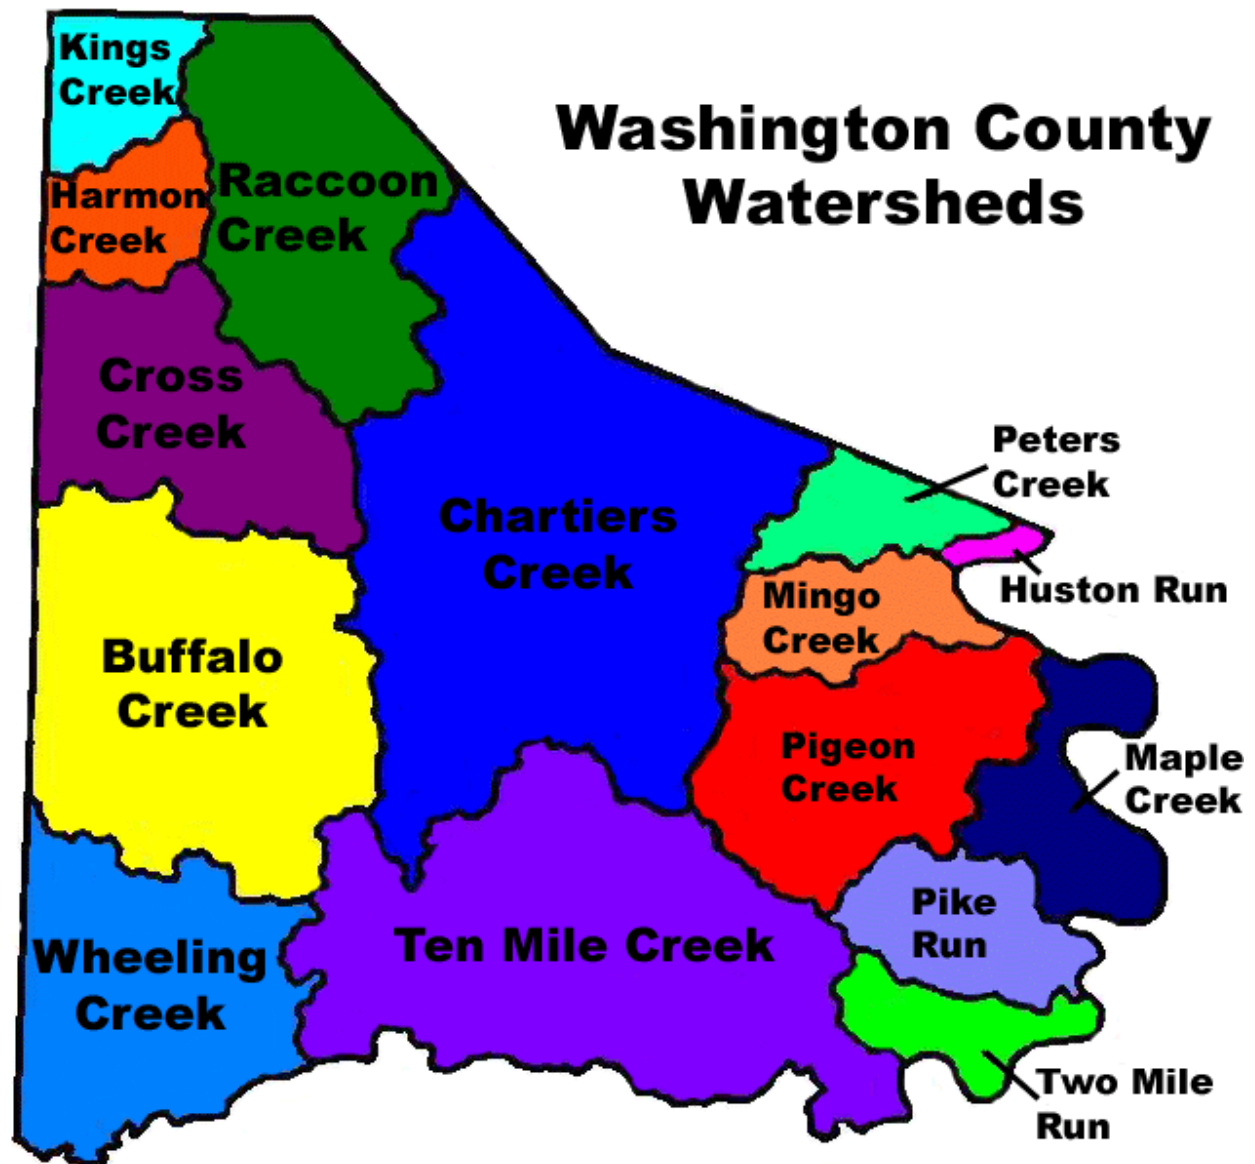 Washington County
Watersheds
Kings
Creek
Harmon
Creek
Raccoon
Creek
Cross
Creek
Chartiers
Creek
Peters
Creek
Huston Run
Mingo
Creek
Buffalo
Creek
Pigeon
Creek
Maple
Creek
Pike
Run
Ten Mile Creek
Wheeling
Creek
Two Mile
Run